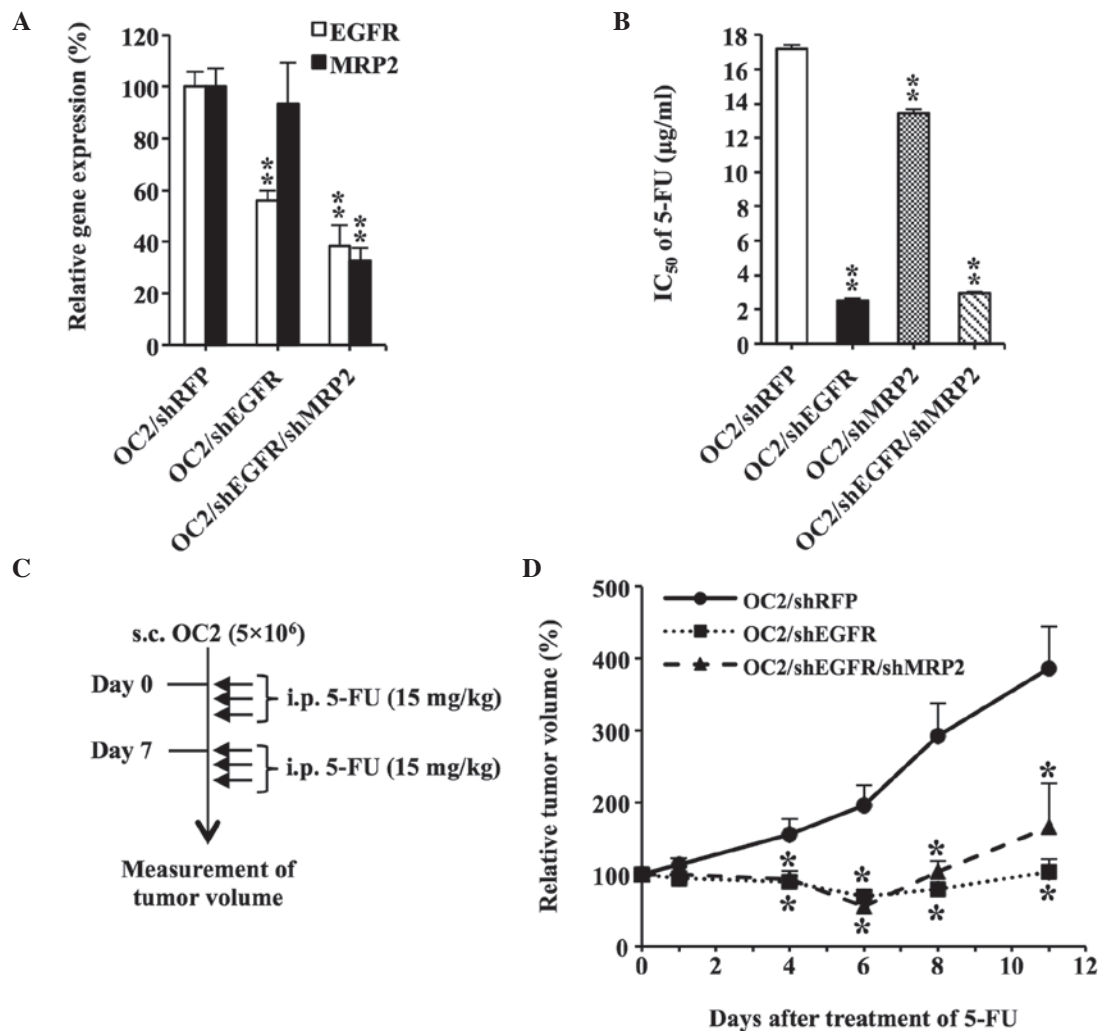 A
Relative gene expression (%)
120
100
80
60
40
20
0
EGFR
MRP2
**
**
**
OC2/shRFP
OC2/shEGFR
OC2/shEGFR/shMRP2
B
IC50 of 5-FU (µg/ml)
18
16
14
12
10
8
6
4
2
0
**
**
**
OC2/shRFP
OC2/shEGFR
OC2/shMRP2
OC2/shEGFR/shMRP2
C
s.c. OC2 (5×10⁶)
Day 0
i.p. 5-FU (15 mg/kg)
Day 7
i.p. 5-FU (15 mg/kg)
Measurement of
tumor volume
D
Relative tumor volume (%)
500
400
300
200
100
0
OC2/shRFP
OC2/shEGFR
OC2/shEGFR/shMRP2
*
*
*
*
*
*
*
*
0 2 4 6 8 10 12
Days after treatment of 5-FU